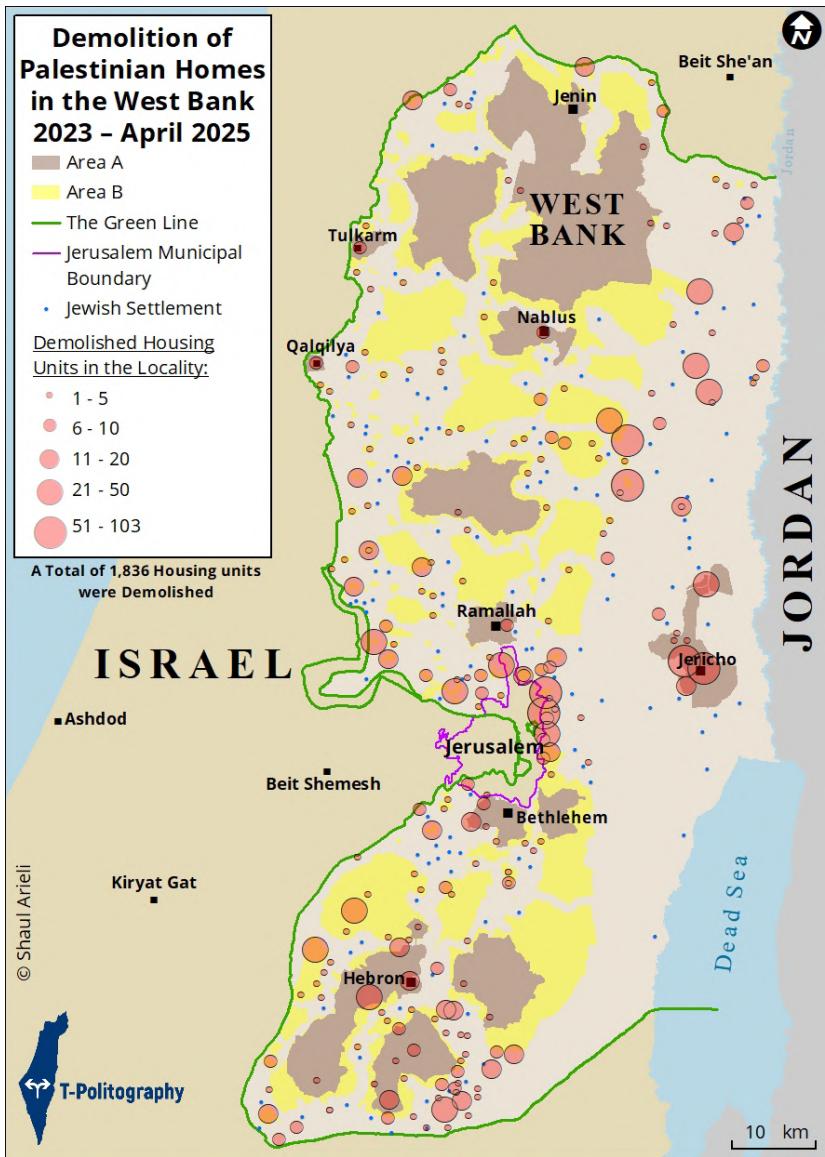 Demolition of
Palestinian Homes
in the West Bank
2023 – April 2025
Area A
Area B
The Green Line
Jerusalem Municipal
Boundary
Jewish Settlement
Demolished Housing
Units in the Locality:
1 - 5
6 - 10
11 - 20
21 - 50
51 - 103
A Total of 1,836 Housing units
were Demolished
N
Beit She'an
Jenin
Jordan
WEST
BANK
Tulkarm
Nablus
Qalqilya
JORDAN
Ramallah
ISRAEL
Jericho
Ashdod
Jerusalem
Beit Shemesh
Bethlehem
Kiryat Gat
Dead Sea
Hebron
© Shaul Arieli
T-Politography
10 km